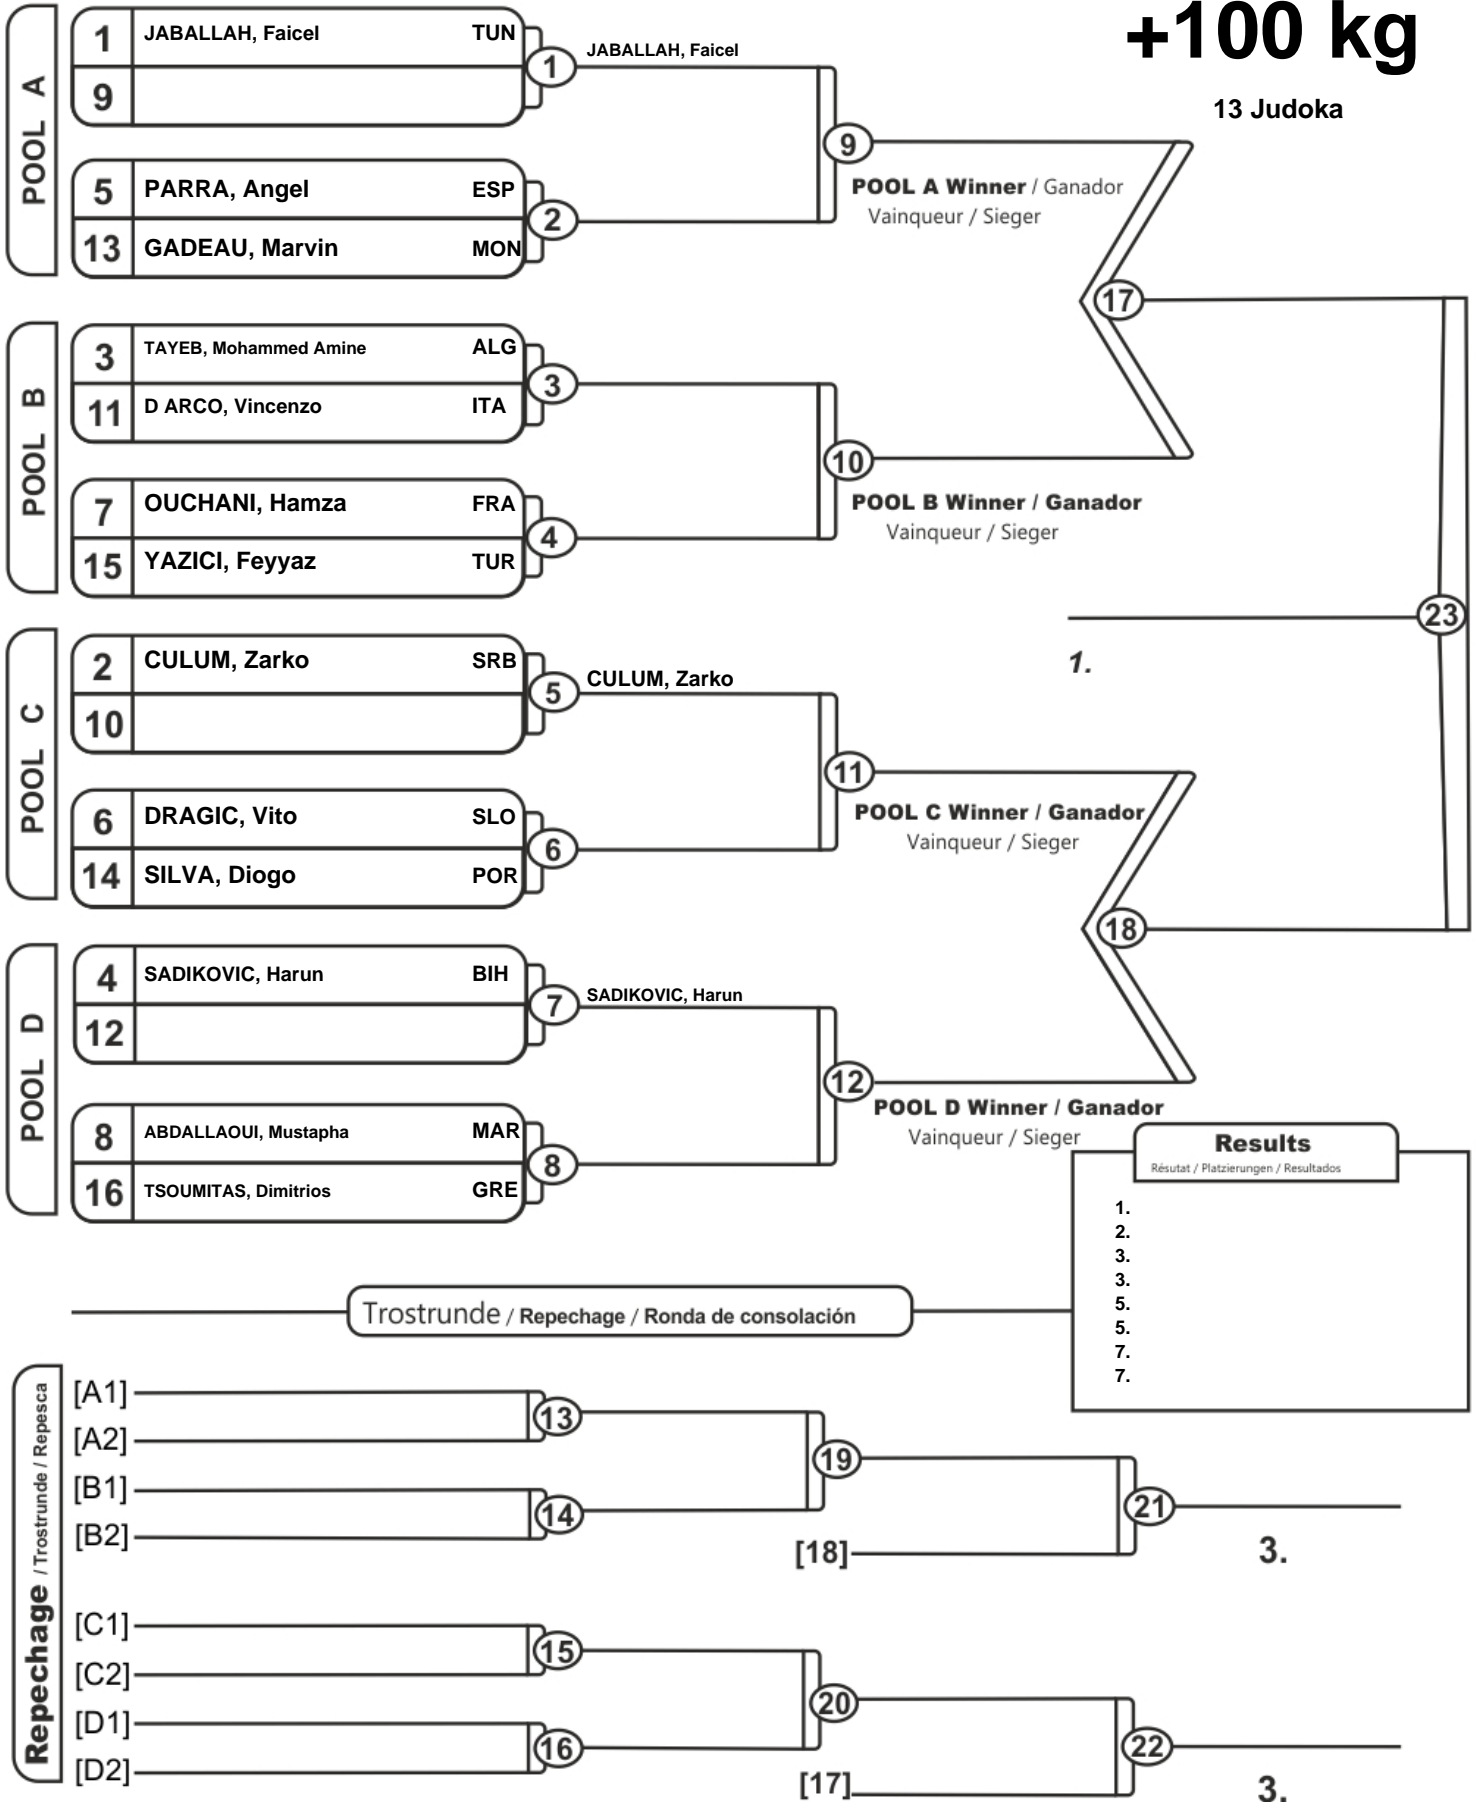 +100 kg
13 Judoka
POOL A
1 JABALLAH, Faicel TUN
9
1 JABALLAH, Faicel
5 PARRA, Angel ESP
13 GADEAU, Marvin MON
2
9
POOL A Winner / Ganador
Vainqueur / Sieger
17
POOL B
3 TAYEB, Mohammed Amine ALG
11 D ARCO, Vincenzo ITA
3
7 OUCHANI, Hamza FRA
15 YAZICI, Feyyaz TUR
4
10
POOL B Winner / Ganador
Vainqueur / Sieger
23
1.
POOL C
2 CULUM, Zarko SRB
10
5 CULUM, Zarko
6 DRAGIC, Vito SLO
14 SILVA, Diogo POR
6
11
POOL C Winner / Ganador
Vainqueur / Sieger
18
POOL D
4 SADIKOVIC, Harun BIH
12
7 SADIKOVIC, Harun
8 ABDALLAOUI, Mustapha MAR
16 TSOUMITAS, Dimitrios GRE
8
12
POOL D Winner / Ganador
Vainqueur / Sieger
Results
Résutat / Platzierungen / Resultados
1.
2.
3.
3.
5.
5.
7.
7.
Trostrunde / Repechage / Ronda de consolación
Repechage / Trostrunde / Repesca
[A1]
[A2]
13
[B1]
[B2]
14
19
[18]
21
3.
[C1]
[C2]
15
[D1]
[D2]
16
20
[17]
22
3.